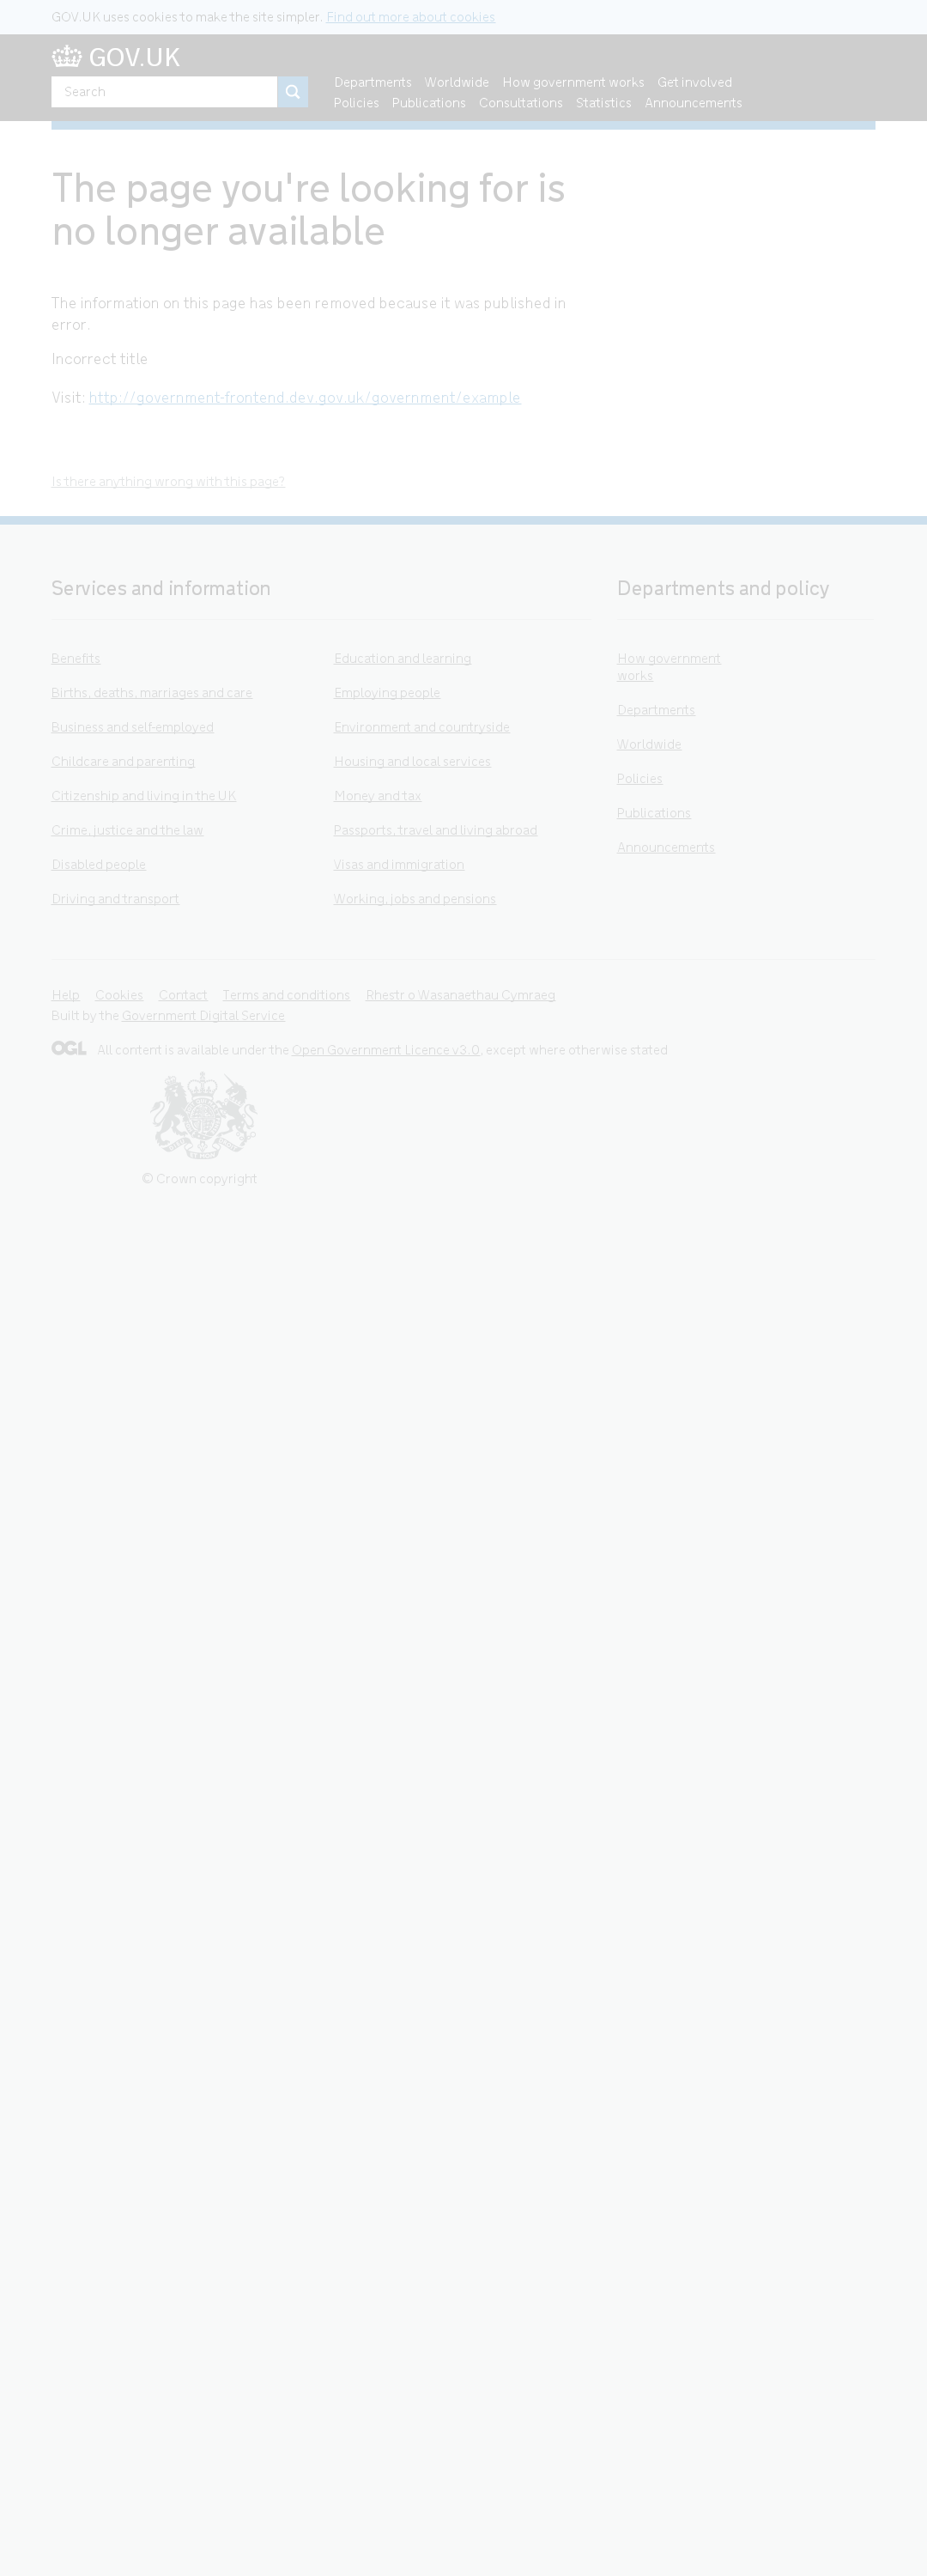 GOV.UK uses cookies to make the site simpler. Find out more about cookies
GOV.UK
Search
Departments Worldwide How government works Get involved
Policies Publications Consultations Statistics Announcements
The page you're looking for is
no longer available
The information on this page has been removed because it was published in
error.
Incorrect title
Visit: http://government-frontend.dev.gov.uk/government/example
Is there anything wrong with this page?
Services and information
Benefits
Births, deaths, marriages and care
Business and self-employed
Childcare and parenting
Citizenship and living in the UK
Crime, justice and the law
Disabled people
Driving and transport
Education and learning
Employing people
Environment and countryside
Housing and local services
Money and tax
Passports, travel and living abroad
Visas and immigration
Working, jobs and pensions
Departments and policy
How government
works
Departments
Worldwide
Policies
Publications
Announcements
Help Cookies Contact Terms and conditions Rhestr o Wasanaethau Cymraeg
Built by the Government Digital Service
OGL All content is available under the Open Government Licence v3.0, except where otherwise stated
© Crown copyright